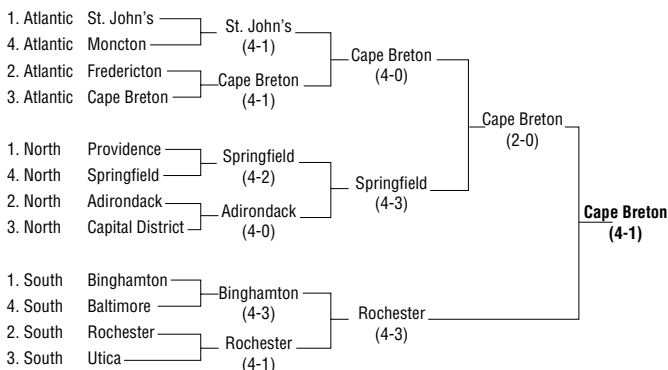 1. Atlantic St. John's
4. Atlantic Moncton
St. John's
(4-1)
2. Atlantic Fredericton
3. Atlantic Cape Breton
Cape Breton
(4-1)
Cape Breton
(4-0)
1. North Providence
4. North Springfield
Springfield
(4-2)
2. North Adirondack
3. North Capital District
Adirondack
(4-0)
Springfield
(4-3)
Cape Breton
(2-0)
1. South Binghamton
4. South Baltimore
Binghamton
(4-3)
2. South Rochester
3. South Utica
Rochester
(4-1)
Rochester
(4-3)
Cape Breton
(4-1)